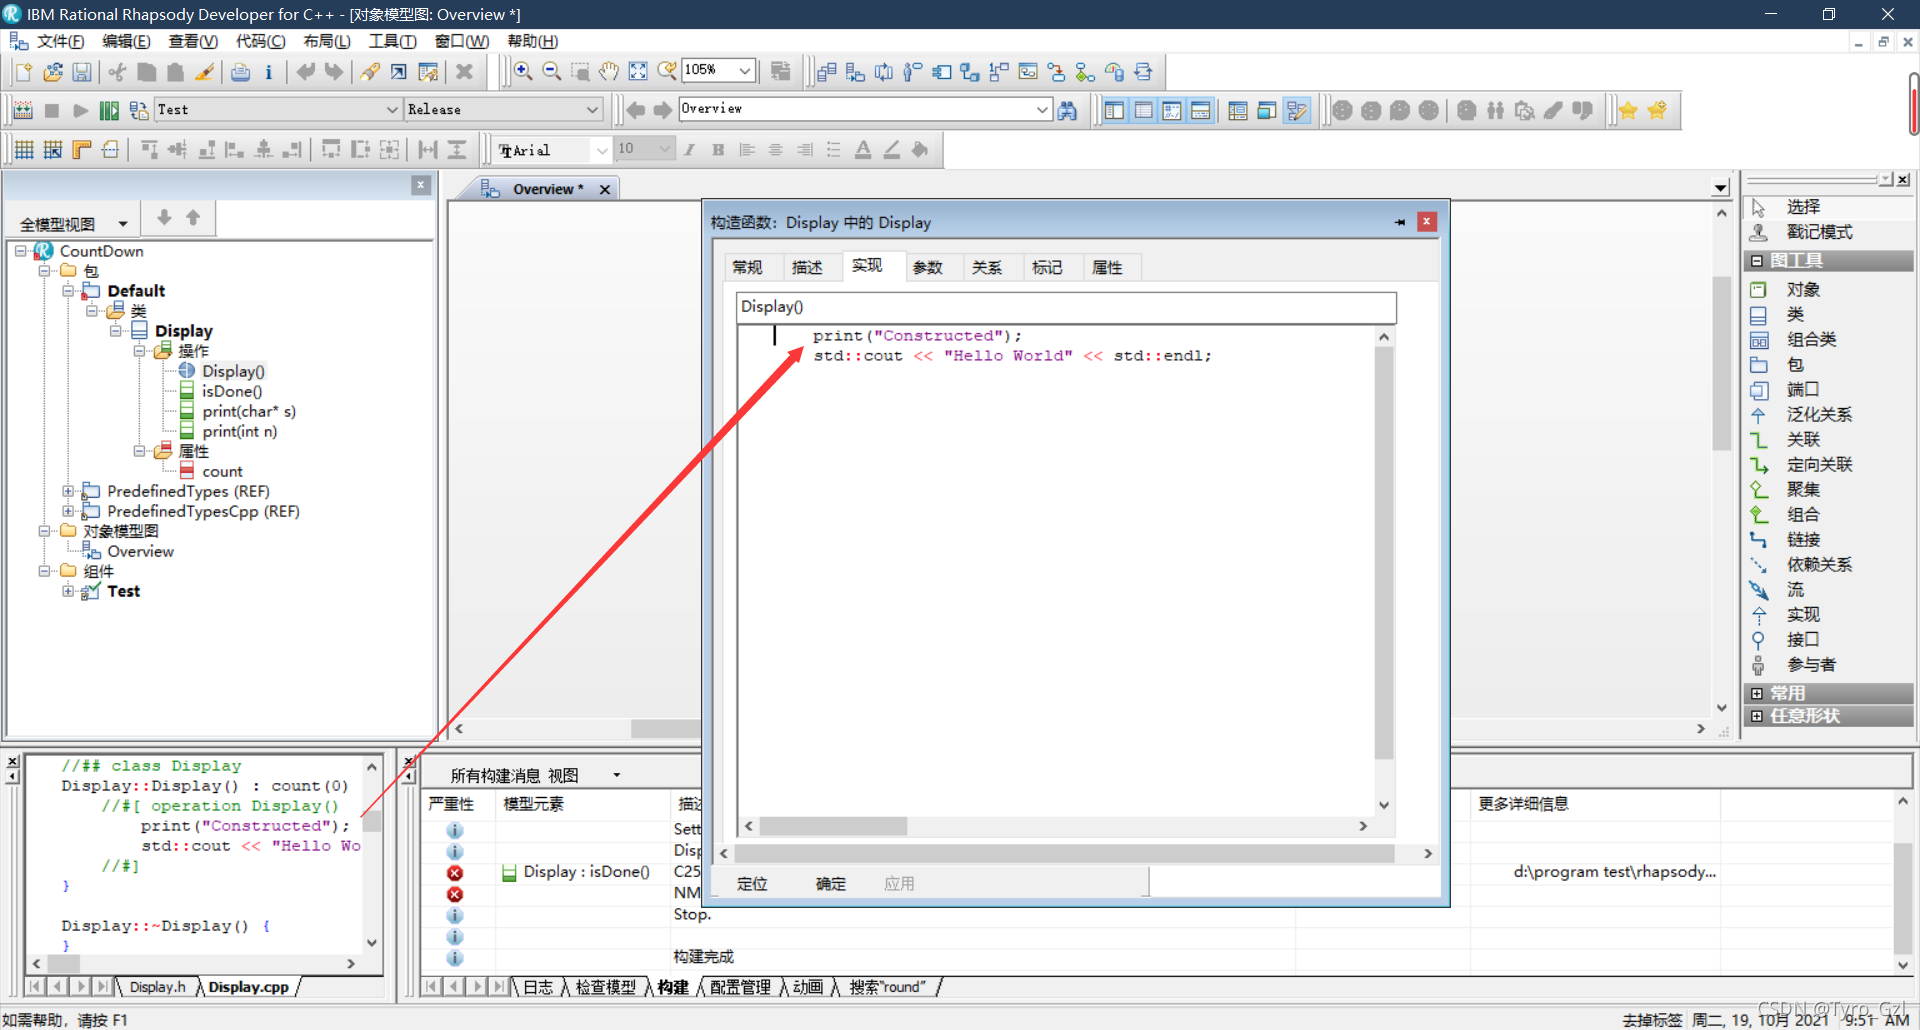 IBM Rational Rhapsody Developer for C++ - [对象模型图: Overview *]
文件(F) 编辑(E) 查看(V) 代码(C) 布局(L) 工具(T) 窗口(W) 帮助(H)
105%
Test Release Overview
Arial 10
全模型视图
Overview *
CountDown
包
Default
类
Display
操作
Display()
isDone()
print(char* s)
print(int n)
属性
count
PredefinedTypes (REF)
PredefinedTypesCpp (REF)
对象模型图
Overview
组件
Test
构造函数: Display 中的 Display
常规 描述 实现 参数 关系 标记 属性
Display()
print("Constructed");
std::cout << "Hello World" << std::endl;
定位 确定 应用
选择
戳记模式
图工具
对象
类
组合类
包
端口
泛化关系
关联
定向关联
聚集
组合
链接
依赖关系
流
实现
接口
参与者
常用
任意形状
//## class Display
Display::Display() : count(0)
//#[ operation Display()
print("Constructed");
std::cout << "Hello Wo
//#]
}
Display::~Display() {
}
Display.h Display.cpp
所有构建消息 视图
严重性 模型元素 更多详细信息
Sett
Disp
Display : isDone() C25 d:\program test\rhapsody...
NM
Stop.
构建完成
日志 检查模型 构建 配置管理 动画 搜索"round"
如需帮助，请按 F1
去掉标签 周二, 19, 10月 2021 9:51 AM
CSDN @Tyro_Gzl